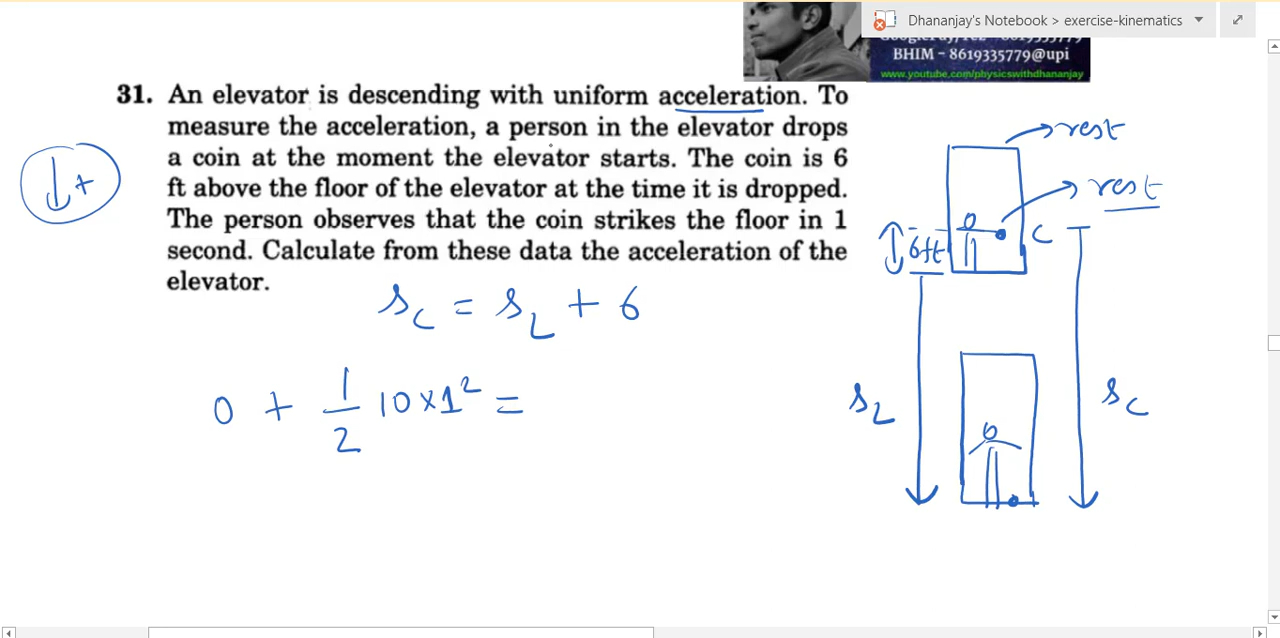 Dhananjay's Notebook > exercise-kinematics
BHIM - 8619335779@upi
www.youtube.com/physicswithdhananjay
31. An elevator is descending with uniform acceleration. To
measure the acceleration, a person in the elevator drops
a coin at the moment the elevator starts. The coin is 6
ft above the floor of the elevator at the time it is dropped.
The person observes that the coin strikes the floor in 1
second. Calculate from these data the acceleration of the
elevator.
↓+
rest
rest
6ft
C
s_C = s_L + 6
0 + 1/2 10×1² =
s_L
s_C